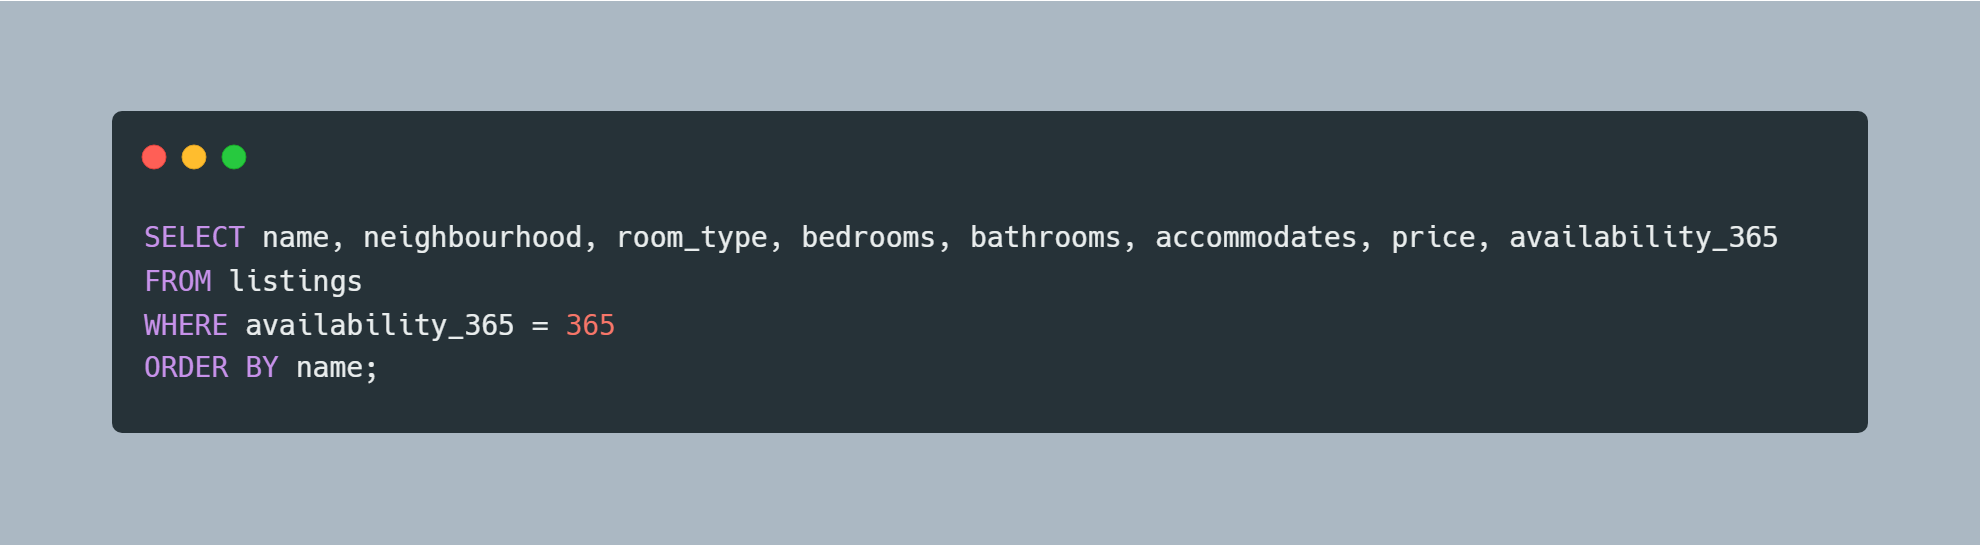 SELECT name, neighbourhood, room_type, bedrooms, bathrooms, accommodates, price, availability_365
FROM listings
WHERE availability_365 = 365
ORDER BY name;